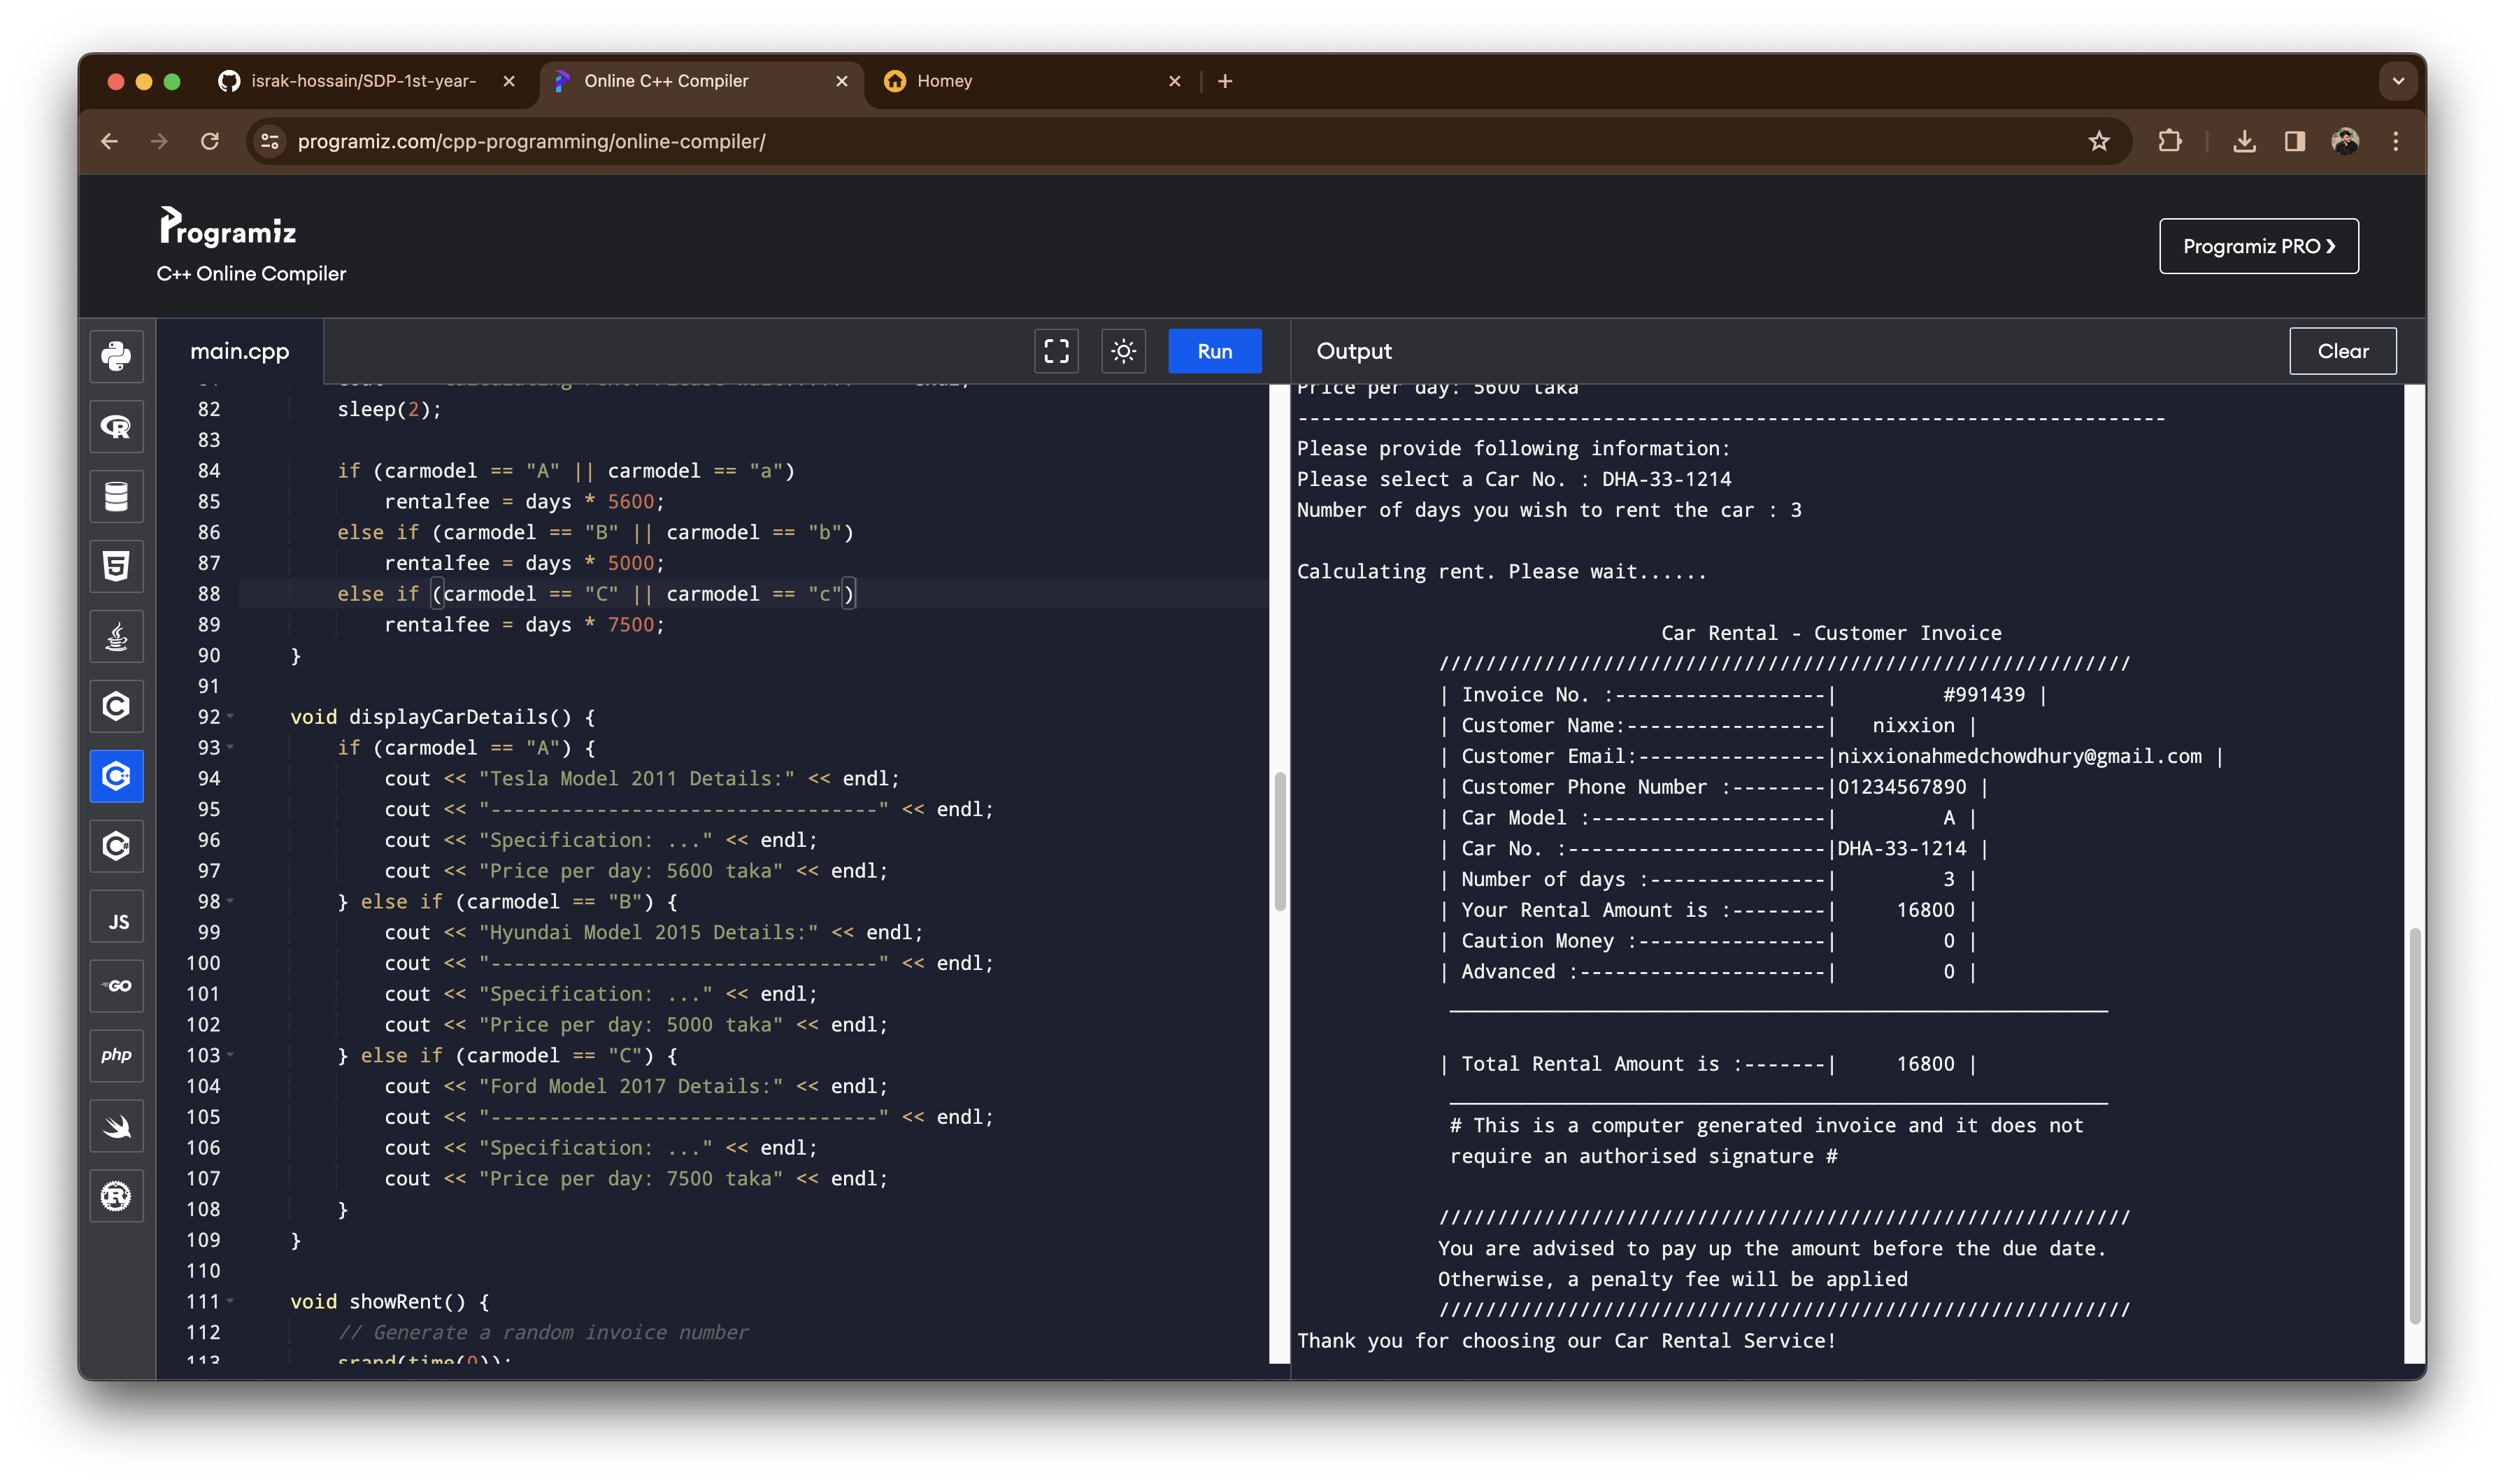 israk-hossain/SDP-1st-year-
Online C++ Compiler
Homey
programiz.com/cpp-programming/online-compiler/
Programiz
C++ Online Compiler
Programiz PRO ❯
main.cpp
Run
Output
Clear
82 sleep(2);
83
84 if (carmodel == "A" || carmodel == "a")
85 rentalfee = days * 5600;
86 else if (carmodel == "B" || carmodel == "b")
87 rentalfee = days * 5000;
88 else if (carmodel == "C" || carmodel == "c")
89 rentalfee = days * 7500;
90 }
91
92 void displayCarDetails() {
93 if (carmodel == "A") {
94 cout << "Tesla Model 2011 Details:" << endl;
95 cout << "---------------------------------" << endl;
96 cout << "Specification: ..." << endl;
97 cout << "Price per day: 5600 taka" << endl;
98 } else if (carmodel == "B") {
99 cout << "Hyundai Model 2015 Details:" << endl;
100 cout << "---------------------------------" << endl;
101 cout << "Specification: ..." << endl;
102 cout << "Price per day: 5000 taka" << endl;
103 } else if (carmodel == "C") {
104 cout << "Ford Model 2017 Details:" << endl;
105 cout << "---------------------------------" << endl;
106 cout << "Specification: ..." << endl;
107 cout << "Price per day: 7500 taka" << endl;
108 }
109 }
110
111 void showRent() {
112 // Generate a random invoice number
113 srand(time(0));
JS
GO
php
Price per day: 5600 taka
--------------------------------------------------------------------------
Please provide following information:
Please select a Car No. : DHA-33-1214
Number of days you wish to rent the car : 3
Calculating rent. Please wait......
Car Rental - Customer Invoice
///////////////////////////////////////////////////////////
| Invoice No. :------------------| #991439 |
| Customer Name:-----------------| nixxion |
| Customer Email:----------------|nixxionahmedchowdhury@gmail.com |
| Customer Phone Number :--------|01234567890 |
| Car Model :--------------------| A |
| Car No. :----------------------|DHA-33-1214 |
| Number of days :---------------| 3 |
| Your Rental Amount is :--------| 16800 |
| Caution Money :----------------| 0 |
| Advanced :---------------------| 0 |
________________________________________________________
| Total Rental Amount is :-------| 16800 |
________________________________________________________
# This is a computer generated invoice and it does not
require an authorised signature #
///////////////////////////////////////////////////////////
You are advised to pay up the amount before the due date.
Otherwise, a penalty fee will be applied
///////////////////////////////////////////////////////////
Thank you for choosing our Car Rental Service!